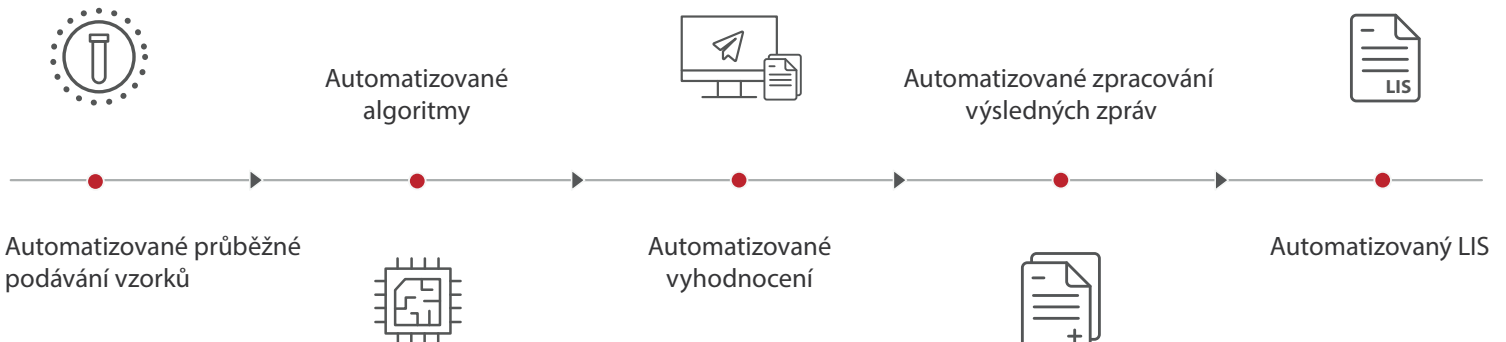 Automatizované
algoritmy
Automatizované zpracování
výsledných zpráv
LIS
Automatizované průběžné
podávání vzorků
Automatizované
vyhodnocení
Automatizovaný LIS